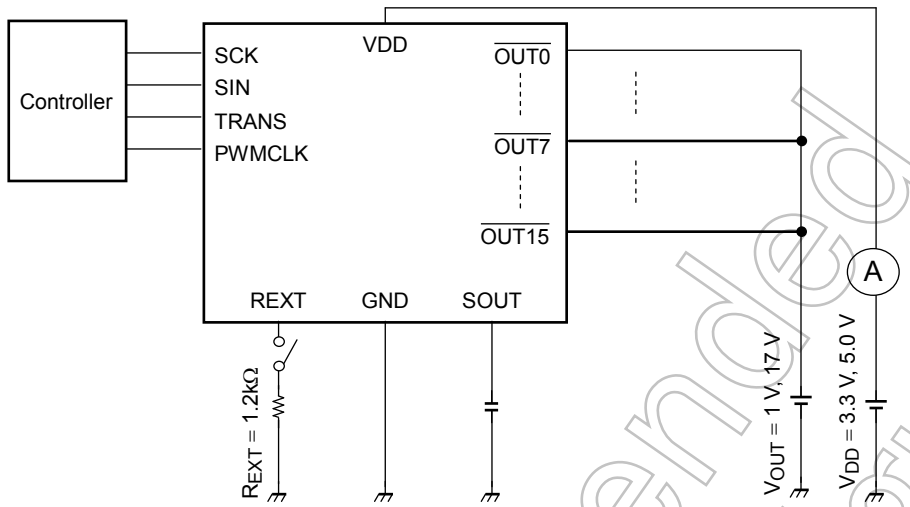 Controller
SCK
SIN
TRANS
PWMCLK
VDD
OUT0
OUT7
OUT15
REXT
GND
SOUT
A
REXT = 1.2kΩ
VOUT = 1 V, 17 V
VDD = 3.3 V, 5.0 V
ended